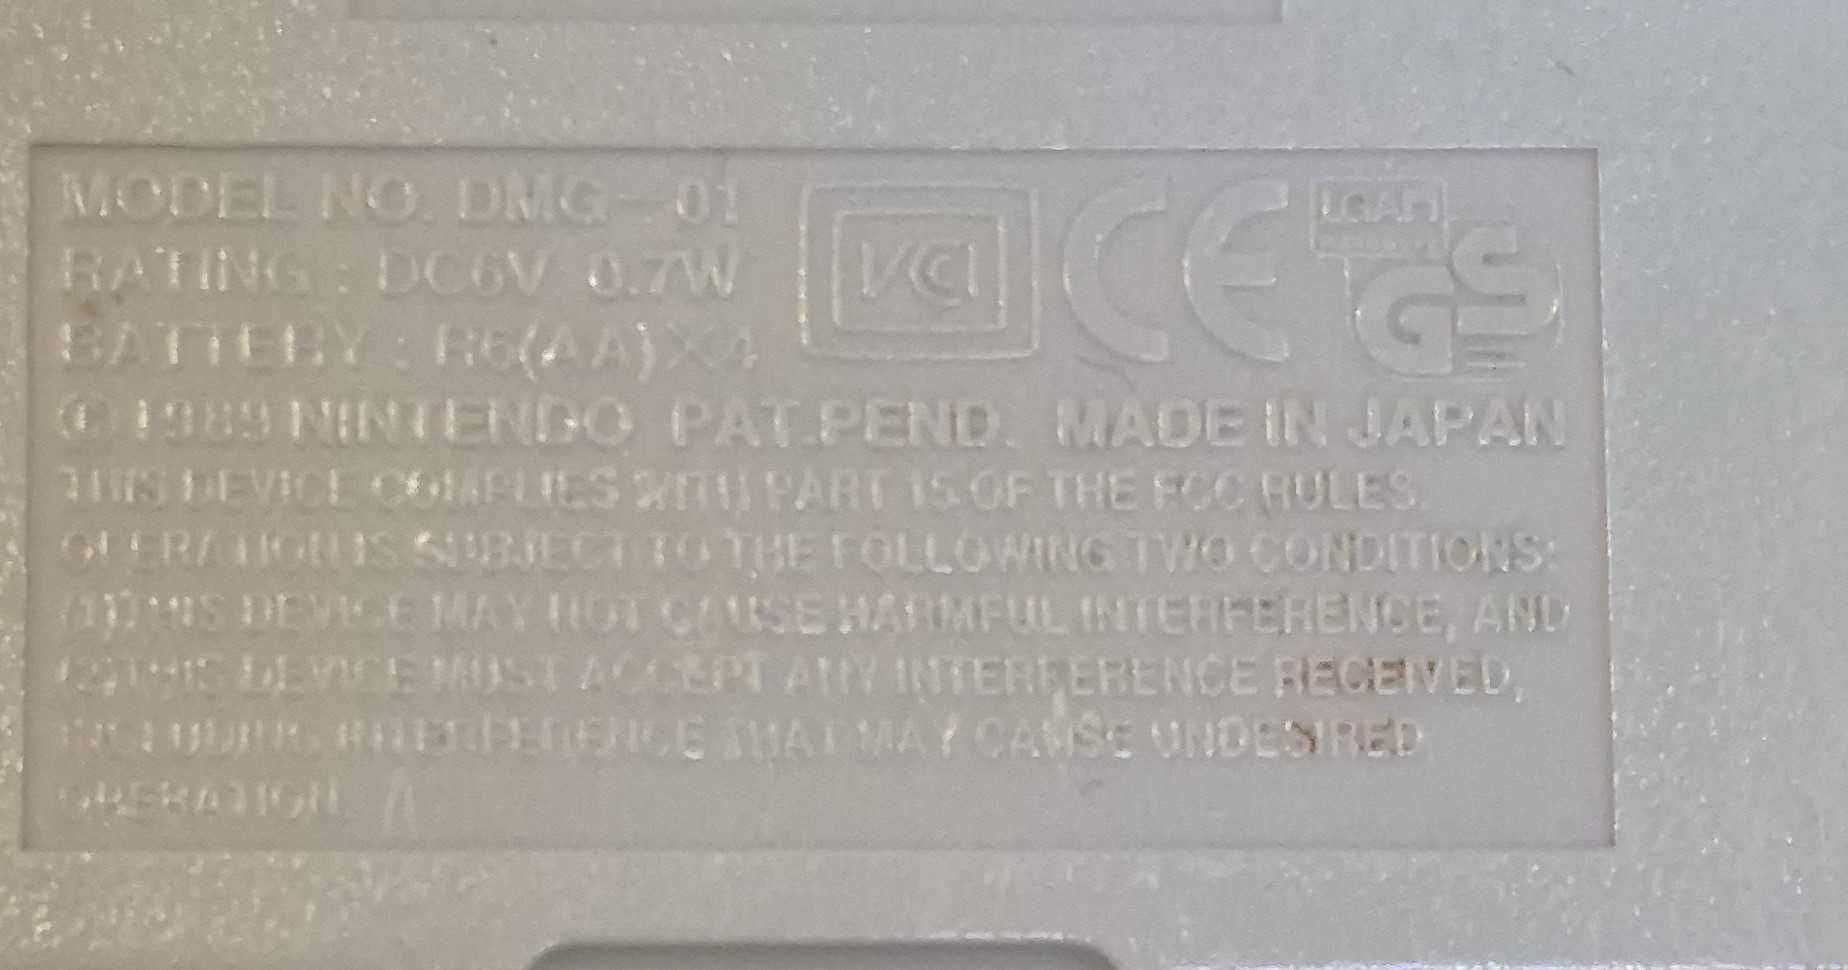 MODEL NO. DMG-01
RATING : DC6V 0.7W
BATTERY : R6(AA)X4
VCCI
CE
LGA
GS
© 1989 NINTENDO PAT.PEND. MADE IN JAPAN
THIS DEVICE COMPLIES WITH PART 15 OF THE FCC RULES.
OPERATION IS SUBJECT TO THE FOLLOWING TWO CONDITIONS:
(1)THIS DEVICE MAY NOT CAUSE HARMFUL INTERFERENCE, AND
(2)THIS DEVICE MUST ACCEPT ANY INTERFERENCE RECEIVED,
INCLUDING INTERFERENCE THAT MAY CAUSE UNDESIRED
OPERATION. A